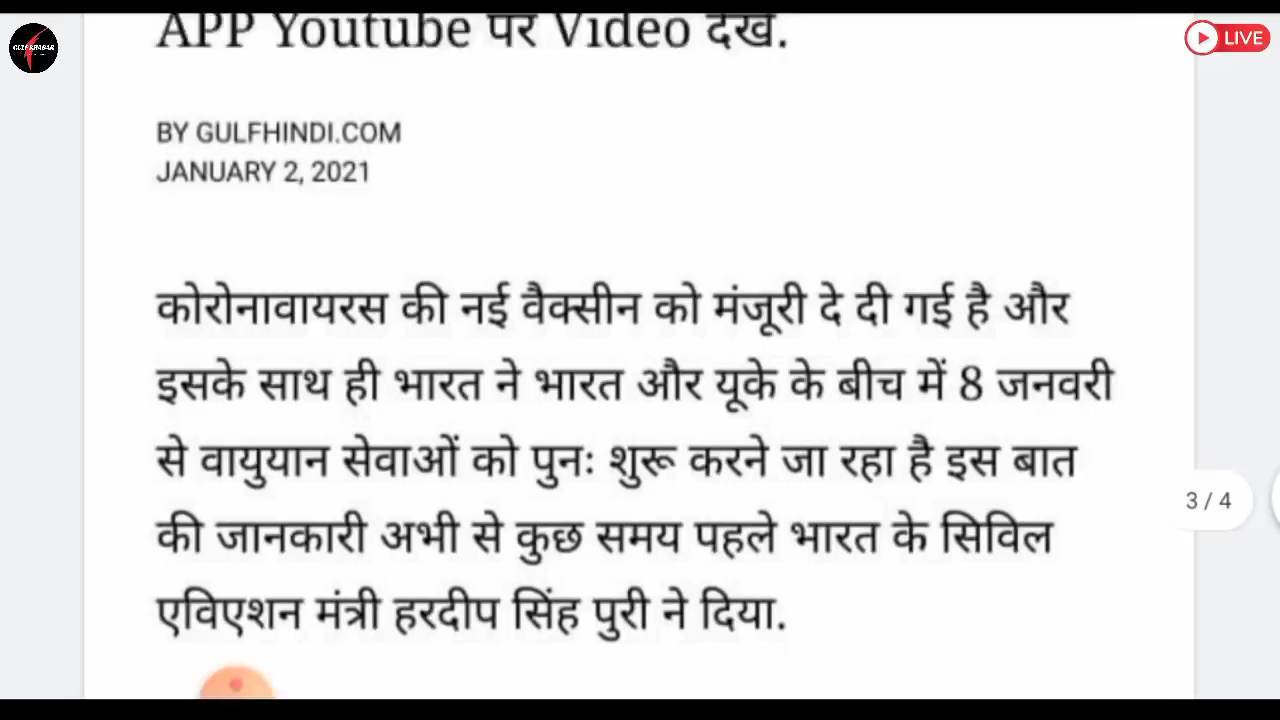 APP Youtube पर Video देखें.
LIVE
BY GULFHINDI.COM
JANUARY 2, 2021
कोरोनावायरस की नई वैक्सीन को मंजूरी दे दी गई है और
इसके साथ ही भारत ने भारत और यूके के बीच में 8 जनवरी
से वायुयान सेवाओं को पुनः शुरू करने जा रहा है इस बात
3 / 4
की जानकारी अभी से कुछ समय पहले भारत के सिविल
एविएशन मंत्री हरदीप सिंह पुरी ने दिया.